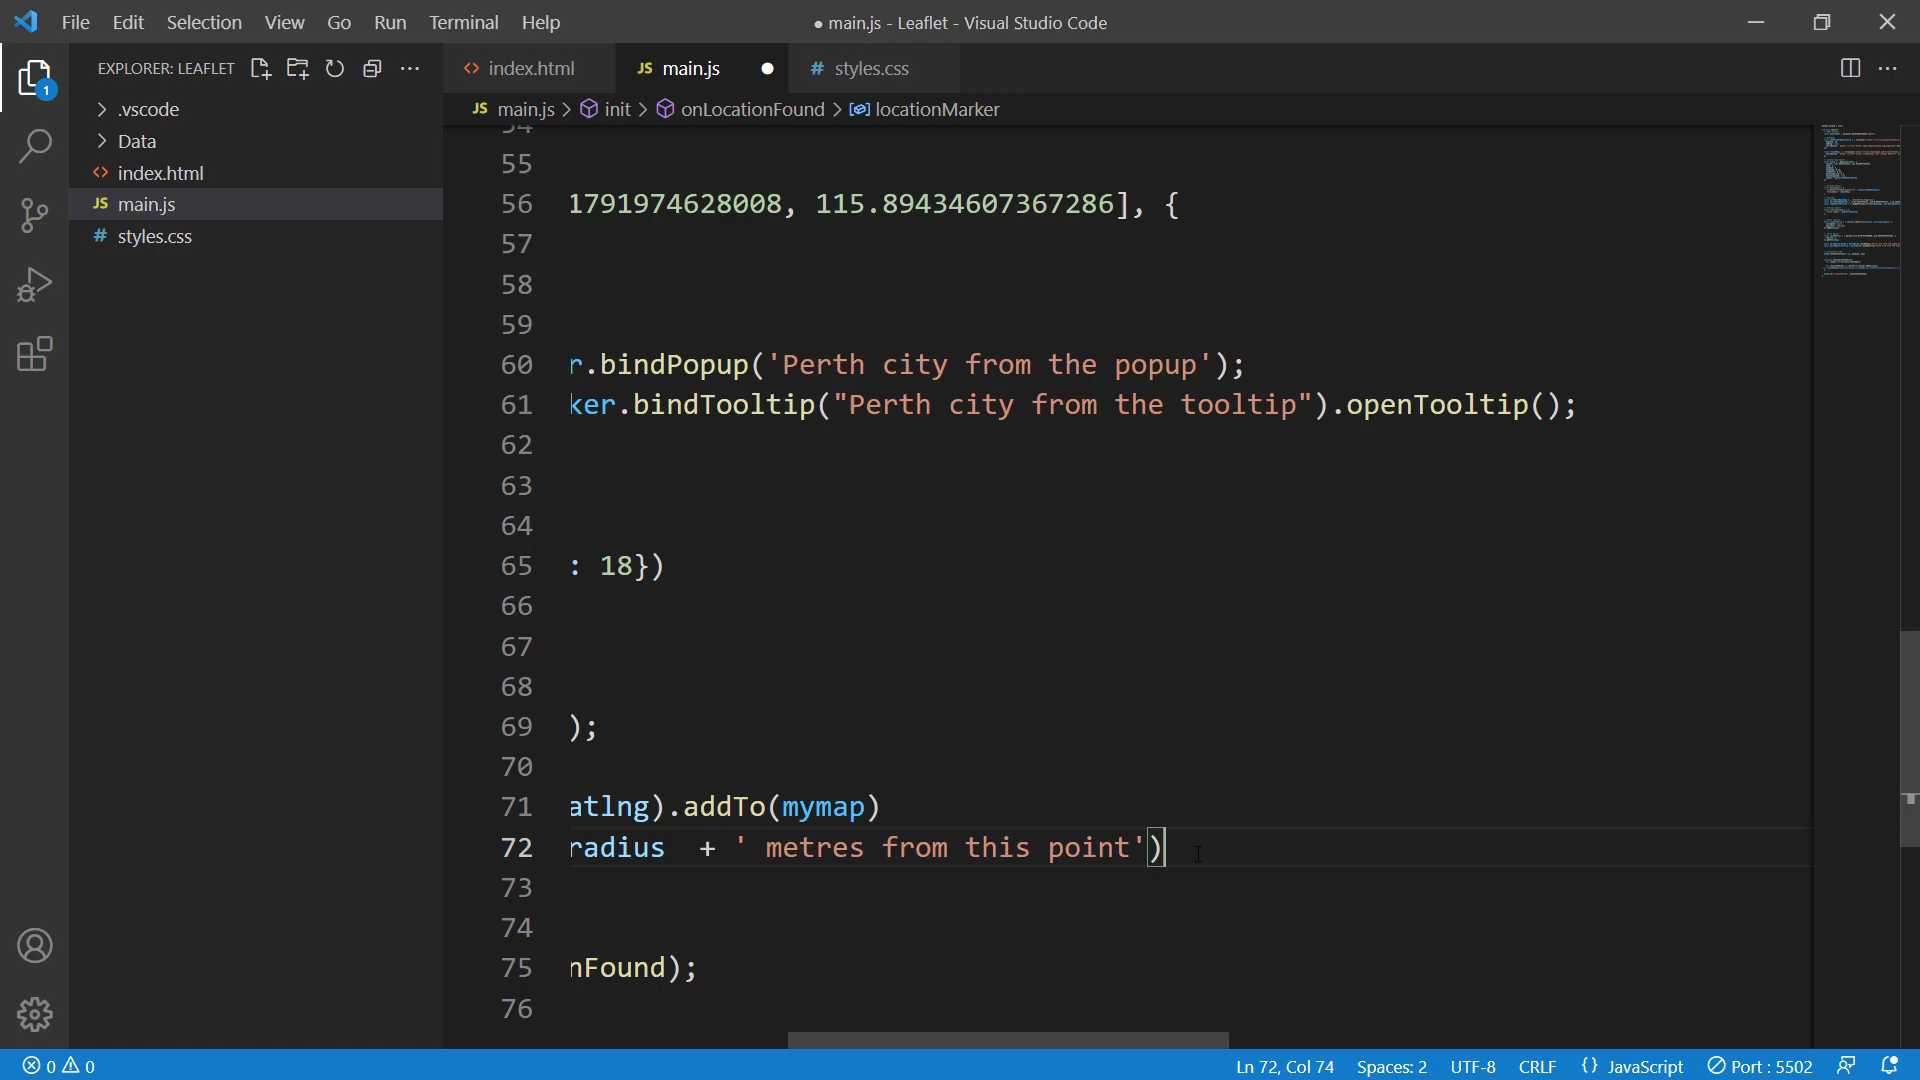 File Edit Selection View Go Run Terminal Help
● main.js - Leaflet - Visual Studio Code
EXPLORER: LEAFLET
index.html
JS main.js
# styles.css
1
JS main.js > init > onLocationFound > locationMarker
.vscode
Data
index.html
JS main.js
# styles.css
54
55
56 1791974628008, 115.89434607367286], {
57
58
59
60 r.bindPopup('Perth city from the popup');
61 ker.bindTooltip("Perth city from the tooltip").openTooltip();
62
63
64
65 : 18})
66
67
68
69 );
70
71 atlng).addTo(mymap)
72 radius  + ' metres from this point')
73
74
75 nFound);
76
0 0
Ln 72, Col 74 Spaces: 2 UTF-8 CRLF {} JavaScript Port : 5502